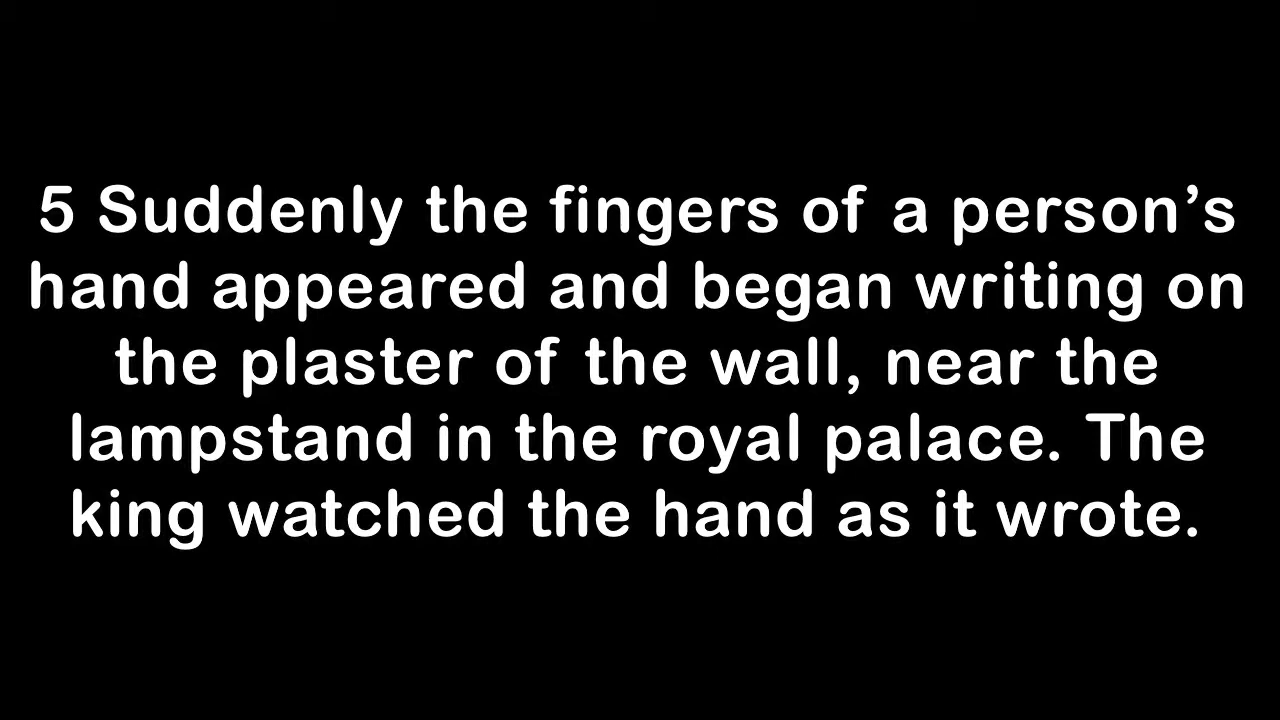 5 Suddenly the fingers of a person’s
hand appeared and began writing on
the plaster of the wall, near the
lampstand in the royal palace. The
king watched the hand as it wrote.